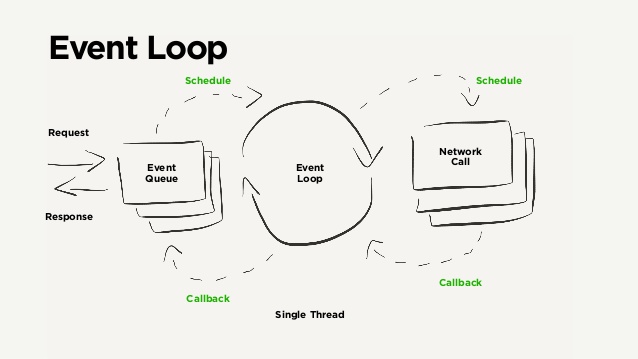 Event Loop
Schedule
Schedule
Request
Event
Queue
Event
Loop
Network
Call
Response
Callback
Callback
Single Thread